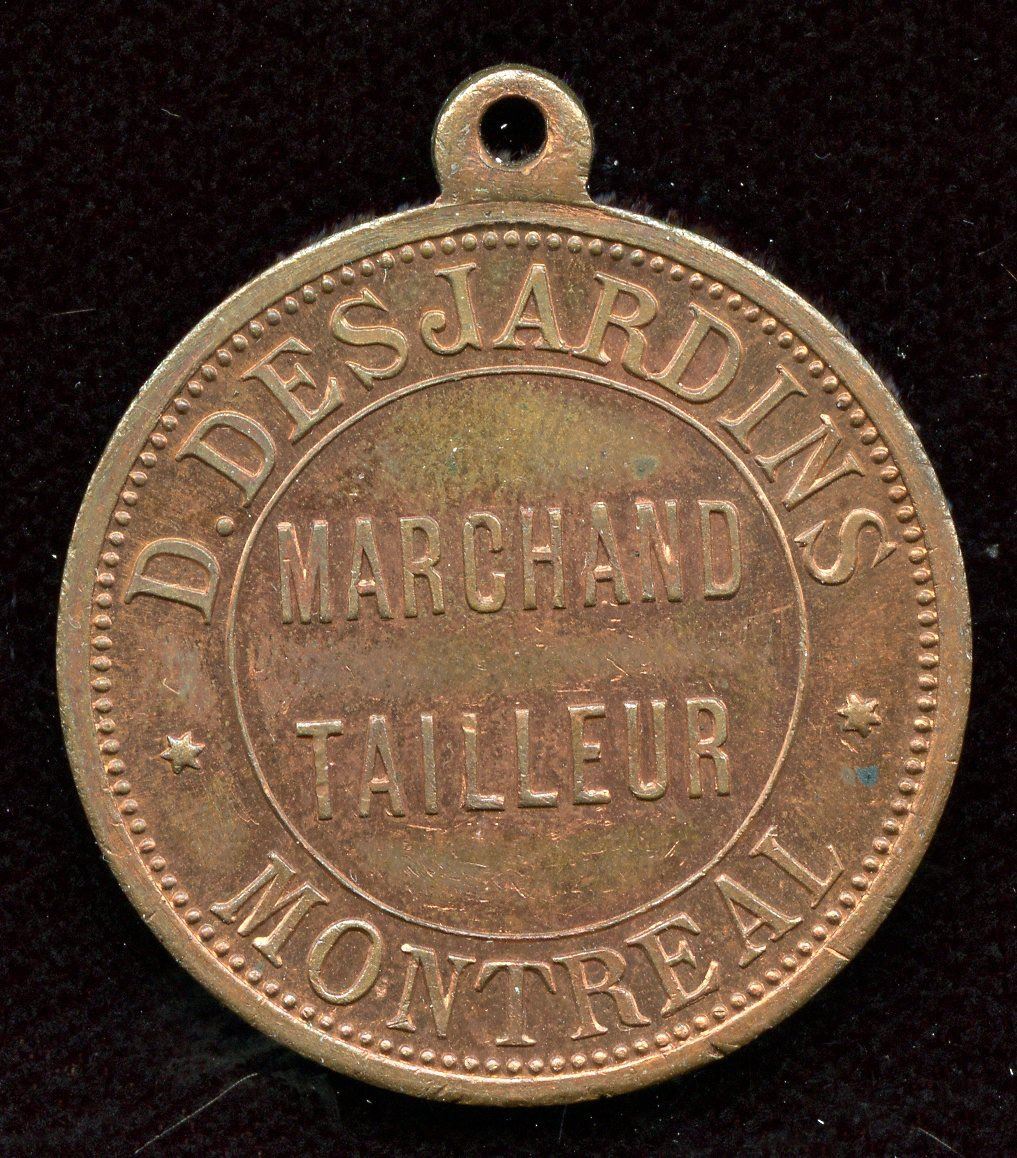 D. DESJARDINS
MARCHAND
TAILLEUR
MONTREAL